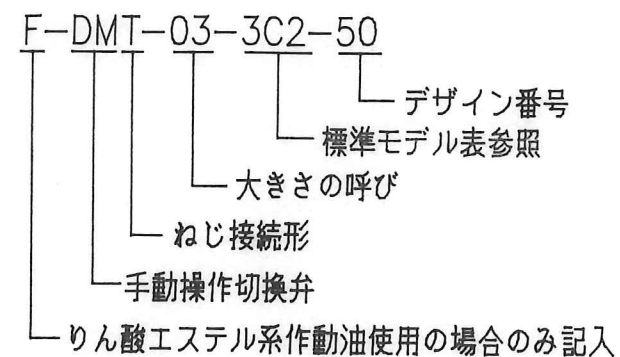 F-DMT-03-3C2-50
デザイン番号
標準モデル表参照
大きさの呼び
ねじ接続形
手動操作切換弁
りん酸エステル系作動油使用の場合のみ記入